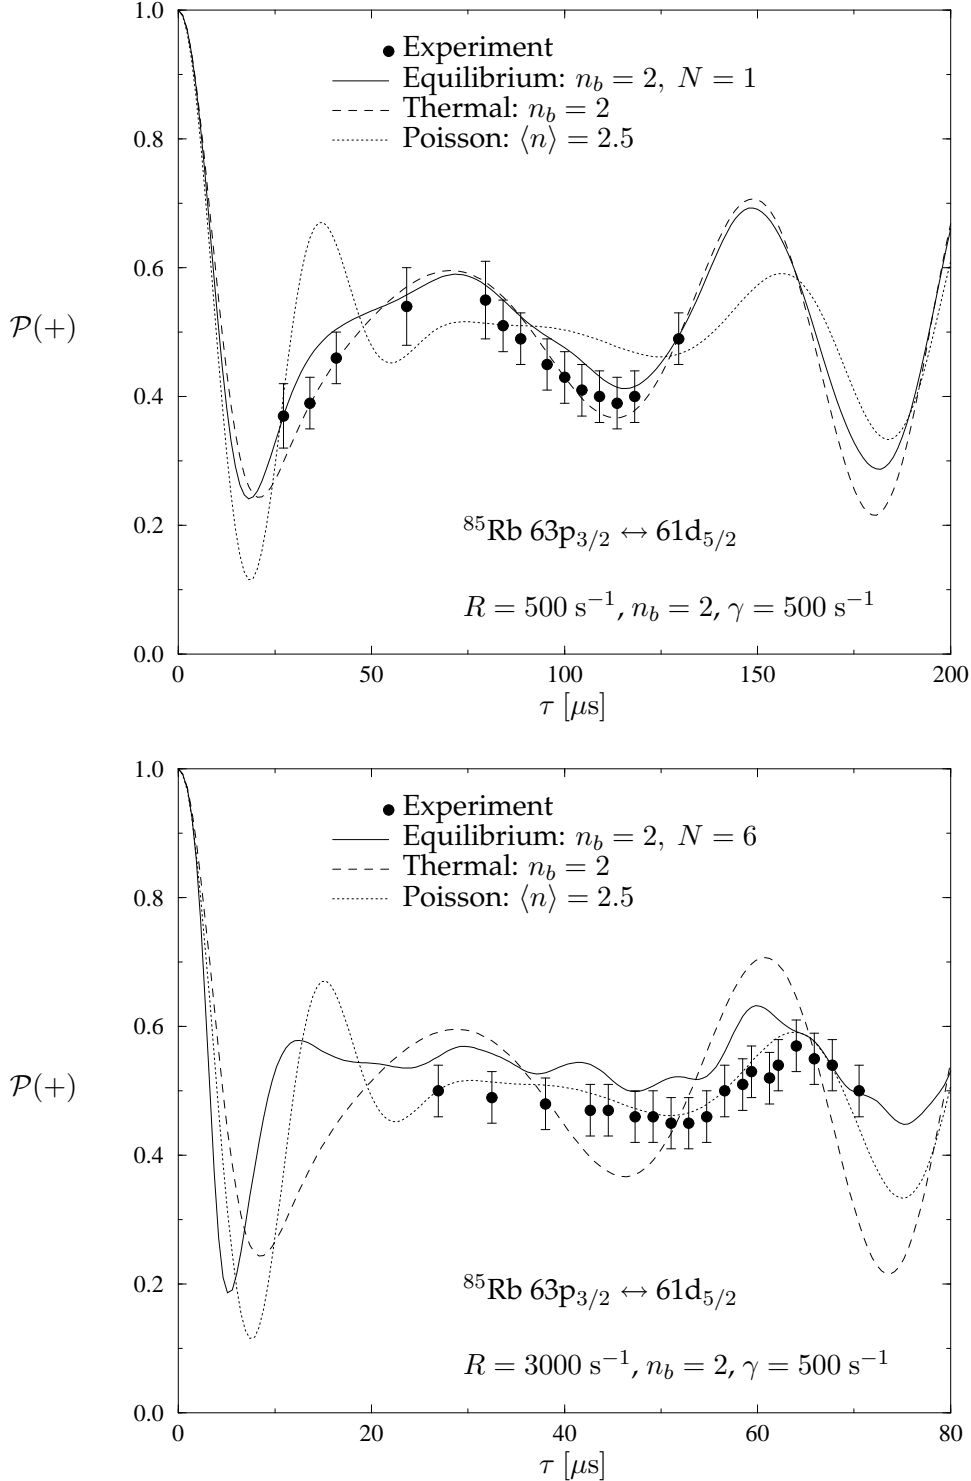 1.0
Experiment
Equilibrium: n_b = 2, N = 1
Thermal: n_b = 2
Poisson: ⟨n⟩ = 2.5
0.8
0.6
P(+)
0.4
0.2
⁸⁵Rb 63p₃/₂ ↔ 61d₅/₂
R = 500 s⁻¹, n_b = 2, γ = 500 s⁻¹
0.0
0 50 100 150 200
τ [μs]
1.0
Experiment
Equilibrium: n_b = 2, N = 6
Thermal: n_b = 2
Poisson: ⟨n⟩ = 2.5
0.8
0.6
P(+)
0.4
0.2
⁸⁵Rb 63p₃/₂ ↔ 61d₅/₂
R = 3000 s⁻¹, n_b = 2, γ = 500 s⁻¹
0.0
0 20 40 60 80
τ [μs]